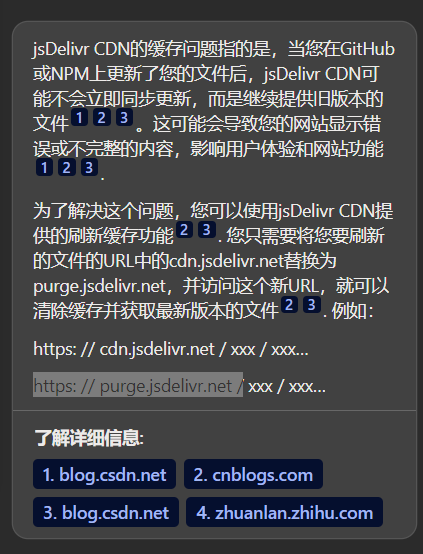 jsDelivr CDN的缓存问题指的是，当您在GitHub
或NPM上更新了您的文件后，jsDelivr CDN可
能不会立即同步更新，而是继续提供旧版本的
文件 1 2 3 。这可能会导致您的网站显示错
误或不完整的内容，影响用户体验和网站功能
1 2 3 .
为了解决这个问题，您可以使用jsDelivr CDN提
供的刷新缓存功能 2 3 . 您只需要将您要刷新
的文件的URL中的cdn.jsdelivr.net替换为
purge.jsdelivr.net，并访问这个新URL，就可以
清除缓存并获取最新版本的文件 2 3 . 例如：
https: // cdn.jsdelivr.net / xxx / xxx...
https: // purge.jsdelivr.net / xxx / xxx...
了解详细信息:
1. blog.csdn.net 2. cnblogs.com
3. blog.csdn.net 4. zhuanlan.zhihu.com